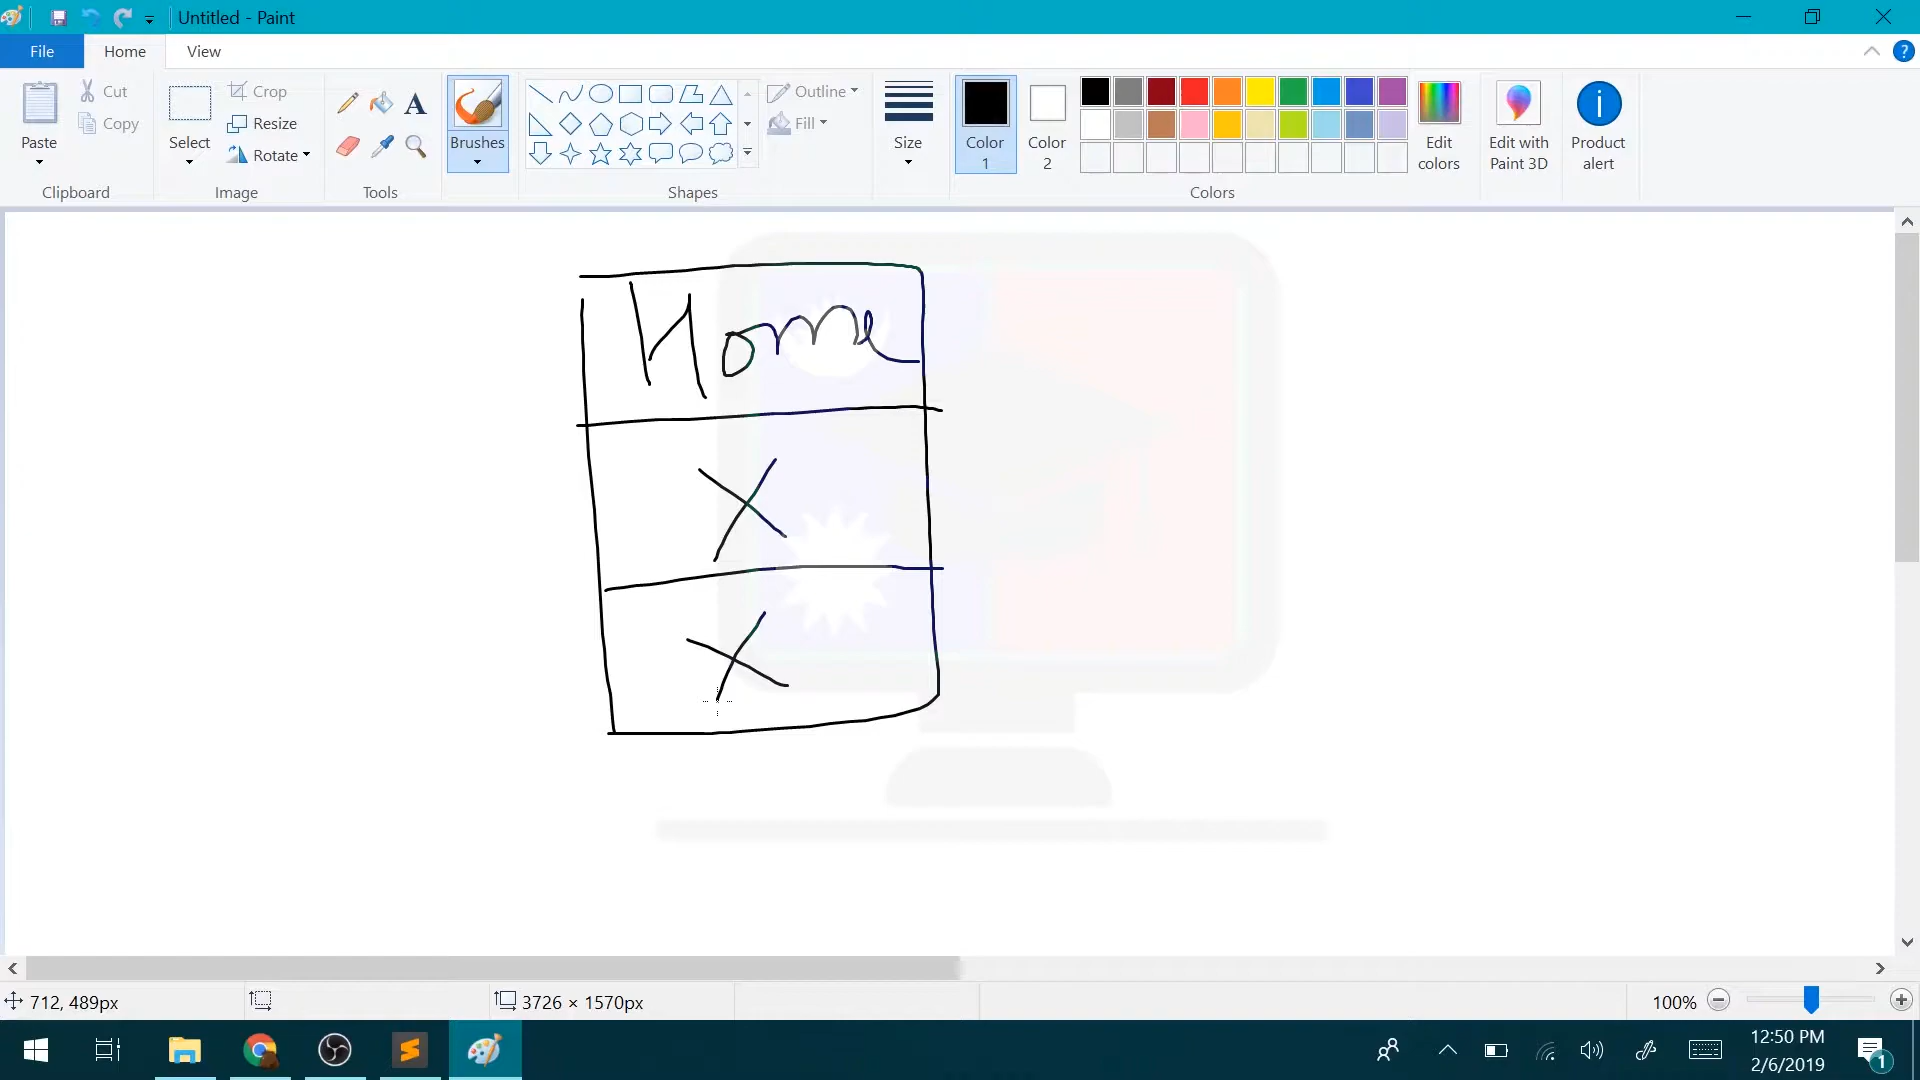 Untitled - Paint
File Home View
Paste
Cut
Copy
Clipboard
Select
Crop
Resize
Rotate
Image
A
Tools
Brushes
Outline
Fill
Shapes
Size
Color 1
Color 2
Edit colors
Colors
Edit with Paint 3D
Product alert
Home
X
X
712, 489px
3726 × 1570px
100%
12:50 PM
2/6/2019
1